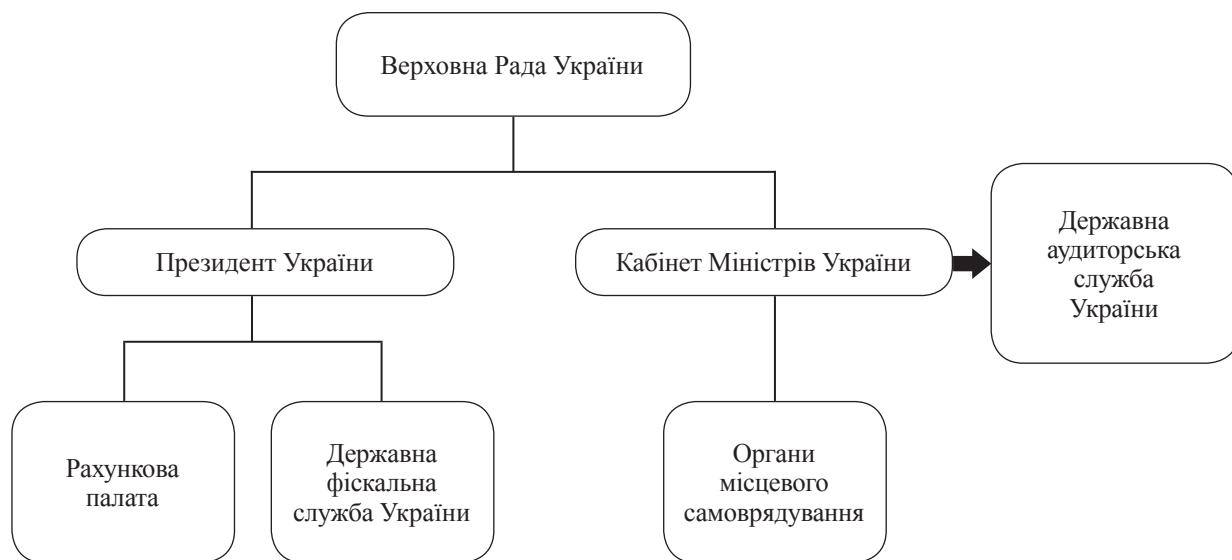 Верховна Рада України
Президент України
Кабінет Міністрів України
Державна
аудиторська
служба
України
Рахункова
палата
Державна
фіскальна
служба України
Органи
місцевого
самоврядування